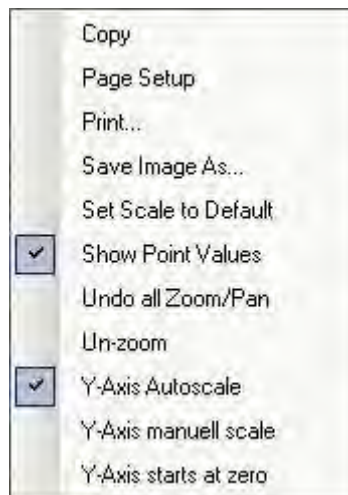 Copy
Page Setup
Print...
Save Image As...
Set Scale to Default
Show Point Values
Undo all Zoom/Pan
Un-zoom
Y-Axis Autoscale
Y-Axis manuell scale
Y-Axis starts at zero